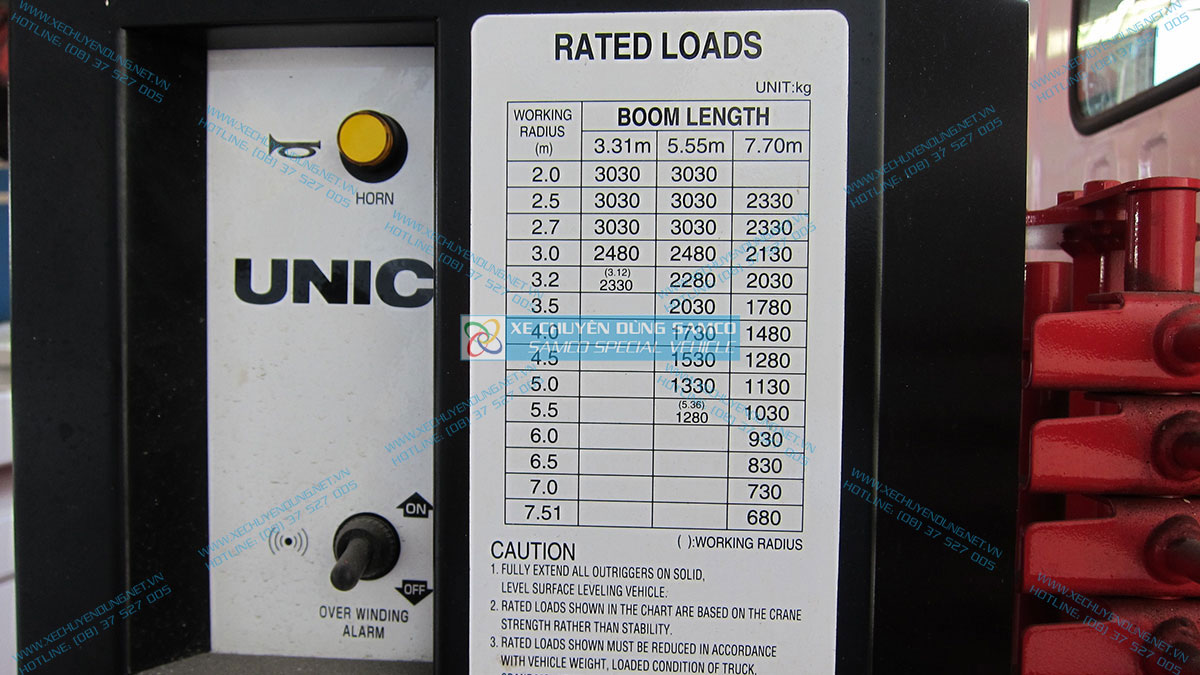 RATED LOADS
UNIT:kg
WORKING RADIUS (m) BOOM LENGTH
3.31m 5.55m 7.70m
2.0 3030 3030
2.5 3030 3030 2330
2.7 3030 3030 2330
3.0 2480 2480 2130
3.2 (3.12) 2330 2280 2030
3.5 2030 1780
4.0 1730 1480
4.5 1530 1280
5.0 1330 1130
5.5 (5.36) 1280 1030
6.0 930
6.5 830
7.0 730
7.51 680
( ):WORKING RADIUS
CAUTION
1. FULLY EXTEND ALL OUTRIGGERS ON SOLID,
LEVEL SURFACE LEVELING VEHICLE.
2. RATED LOADS SHOWN IN THE CHART ARE BASED ON THE CRANE
STRENGTH RATHER THAN STABILITY.
3. RATED LOADS SHOWN MUST BE REDUCED IN ACCORDANCE
WITH VEHICLE WEIGHT, LOADED CONDITION OF TRUCK,
HORN
UNIC
ON
OFF
OVER WINDING
ALARM
XE CHUYÊN DÙNG SAMCO
SAMCO SPECIAL VEHICLE
WWW.XECHUYENDUNG.NET.VN
HOTLINE: (08) 37 527 005